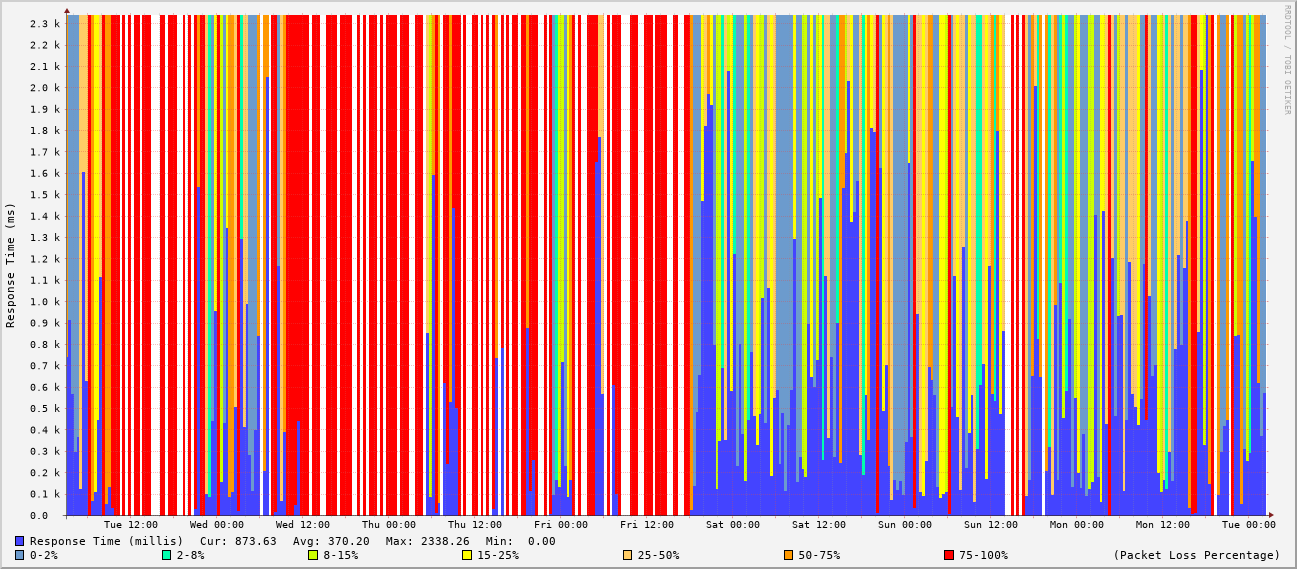 2.3 k
2.2 k
2.1 k
2.0 k
1.9 k
1.8 k
1.7 k
1.6 k
1.5 k
1.4 k
1.3 k
1.2 k
1.1 k
1.0 k
0.9 k
0.8 k
0.7 k
0.6 k
0.5 k
0.4 k
0.3 k
0.2 k
0.1 k
0.0
Response Time (ms)
RRDTOOL / TOBI OETIKER
Tue 12:00 Wed 00:00 Wed 12:00 Thu 00:00 Thu 12:00 Fri 00:00 Fri 12:00 Sat 00:00 Sat 12:00 Sun 00:00 Sun 12:00 Mon 00:00 Mon 12:00 Tue 00:00
Response Time (millis) Cur: 873.63 Avg: 370.20 Max: 2338.26 Min: 0.00
0-2% 2-8% 8-15% 15-25% 25-50% 50-75% 75-100% (Packet Loss Percentage)